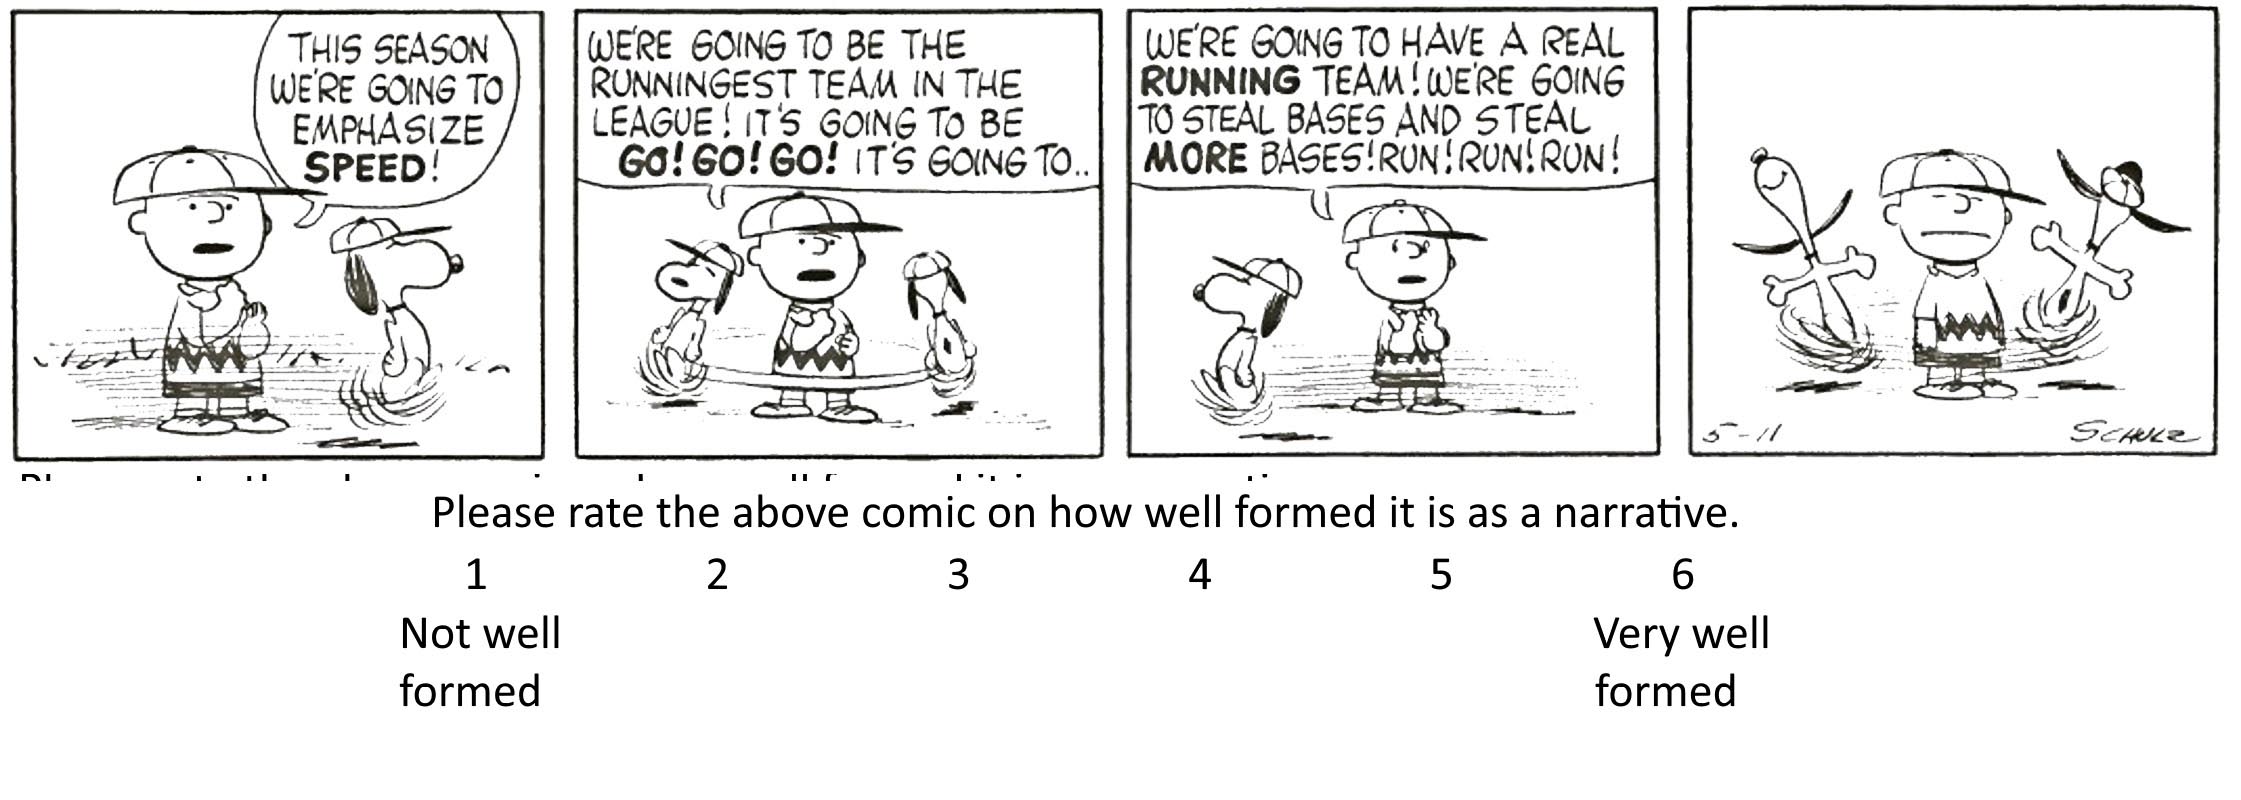 THIS SEASON
WE'RE GOING TO
EMPHASIZE
SPEED!
WE'RE GOING TO BE THE
RUNNINGEST TEAM IN THE
LEAGUE! IT'S GOING TO BE
GO! GO! GO! IT'S GOING TO..
WE'RE GOING TO HAVE A REAL
RUNNING TEAM! WE'RE GOING
TO STEAL BASES AND STEAL
MORE BASES! RUN! RUN! RUN!
5-11
SCHULZ
Please rate the above comic on how well formed it is as a narrative.
1 2 3 4 5 6
Not well
formed
Very well
formed